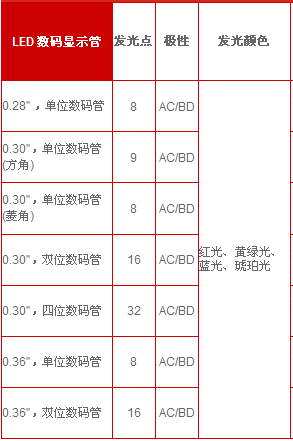 LED 数码显示管 发光点 极性 发光颜色
0.28"，单位数码管 8 AC/BD
0.30"，单位数码管
(方角) 9 AC/BD
0.30"，单位数码管
(菱角) 8 AC/BD
0.30"，双位数码管 16 AC/BD
红光、黄绿光、
蓝光、琥珀光
0.30"，四位数码管 32 AC/BD
0.36"，单位数码管 8 AC/BD
0.36"，双位数码管 16 AC/BD